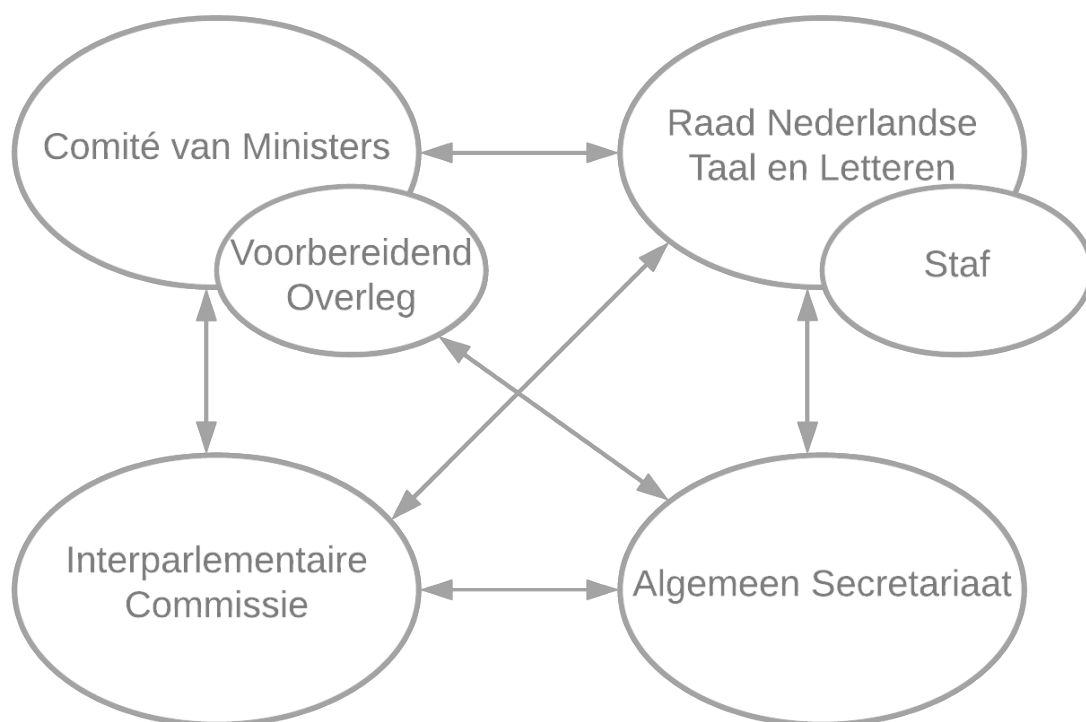 Comité van Ministers
Raad Nederlandse
Taal en Letteren
Voorbereidend
Overleg
Staf
Interparlementaire
Commissie
Algemeen Secretariaat